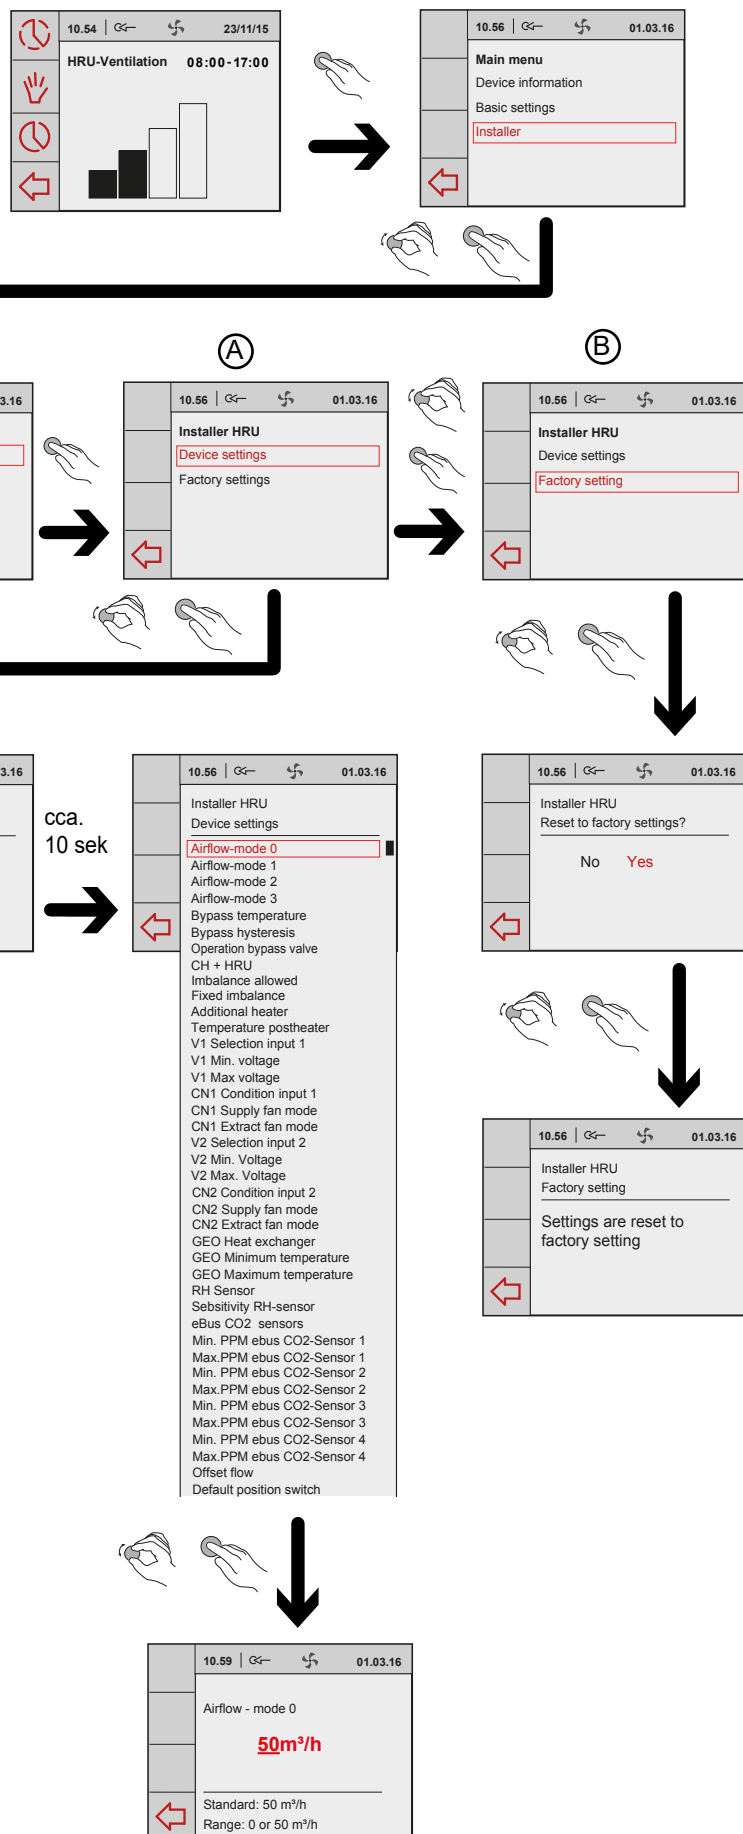 10.54
23/11/15
HRU-Ventilation 08:00-17:00
10.56
01.03.16
Main menu
Device information
Basic settings
Installer
A
B
3.16
10.56
01.03.16
Installer HRU
Device settings
Factory settings
10.56
01.03.16
Installer HRU
Device settings
Factory setting
3.16
cca.
10 sek
10.56
01.03.16
Installer HRU
Device settings
Airflow-mode 0
Airflow-mode 1
Airflow-mode 2
Airflow-mode 3
Bypass temperature
Bypass hysteresis
Operation bypass valve
CH + HRU
Imbalance allowed
Fixed imbalance
Additional heater
Temperature postheater
V1 Selection input 1
V1 Min. voltage
V1 Max voltage
CN1 Condition input 1
CN1 Supply fan mode
CN1 Extract fan mode
V2 Selection input 2
V2 Min. Voltage
V2 Max. Voltage
CN2 Condition input 2
CN2 Supply fan mode
CN2 Extract fan mode
GEO Heat exchanger
GEO Minimum temperature
GEO Maximum temperature
RH Sensor
Sebsitivity RH-sensor
eBus CO2 sensors
Min. PPM ebus CO2-Sensor 1
Max.PPM ebus CO2-Sensor 1
Min. PPM ebus CO2-Sensor 2
Max.PPM ebus CO2-Sensor 2
Min. PPM ebus CO2-Sensor 3
Max.PPM ebus CO2-Sensor 3
Min. PPM ebus CO2-Sensor 4
Max.PPM ebus CO2-Sensor 4
Offset flow
Default position switch
10.56
01.03.16
Installer HRU
Reset to factory settings?
No Yes
10.56
01.03.16
Installer HRU
Factory setting
Settings are reset to
factory setting
10.59
01.03.16
Airflow - mode 0
50m³/h
Standard: 50 m³/h
Range: 0 or 50 m³/h